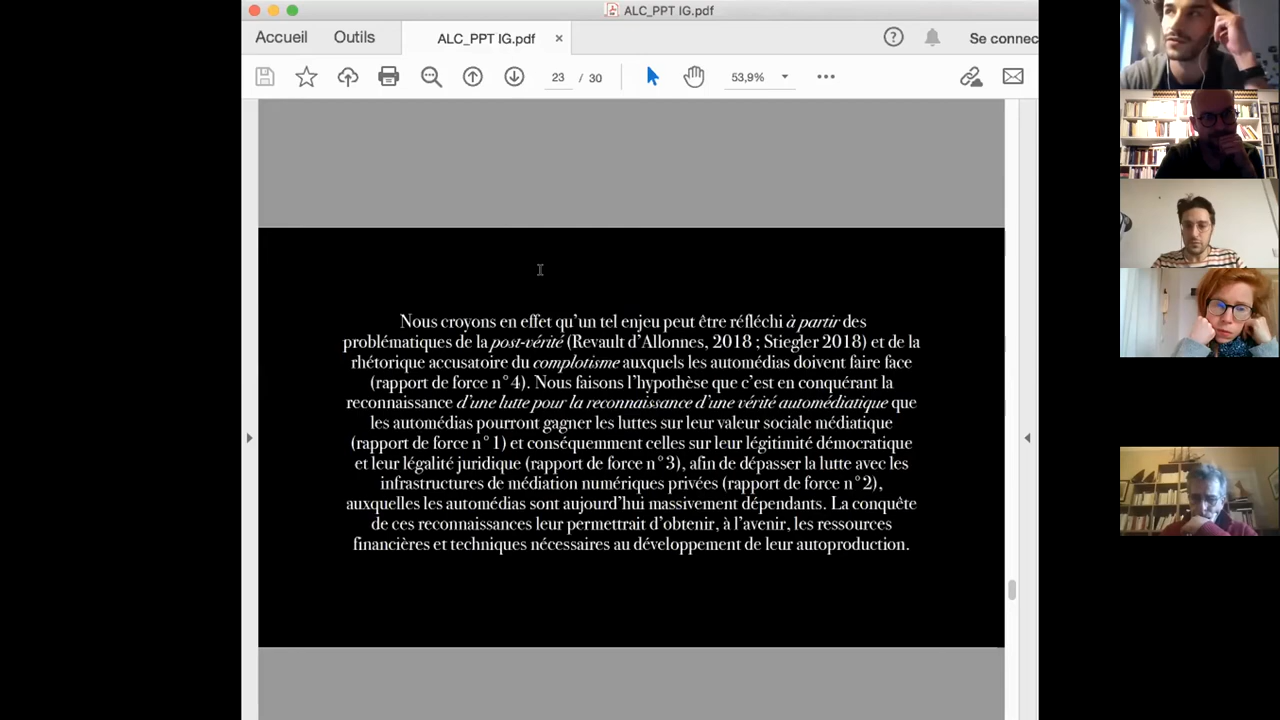 ALC_PPT IG.pdf
Accueil Outils ALC_PPT IG.pdf × ? Se connec
23 / 30 53,9%
Nous croyons en effet qu’un tel enjeu peut être réfléchi à partir des
problématiques de la post-vérité (Revault d’Allonnes, 2018 ; Stiegler 2018) et de la
rhétorique accusatoire du complotisme auxquels les automédias doivent faire face
(rapport de force n°4). Nous faisons l’hypothèse que c’est en conquérant la
reconnaissance d’une lutte pour la reconnaissance d’une vérité automédiatique que
les automédias pourront gagner les luttes sur leur valeur sociale médiatique
(rapport de force n°1) et conséquemment celles sur leur légitimité démocratique
et leur légalité juridique (rapport de force n°3), afin de dépasser la lutte avec les
infrastructures de médiation numériques privées (rapport de force n°2),
auxquelles les automédias sont aujourd’hui massivement dépendants. La conquête
de ces reconnaissances leur permettrait d’obtenir, à l’avenir, les ressources
financières et techniques nécessaires au développement de leur autoproduction.